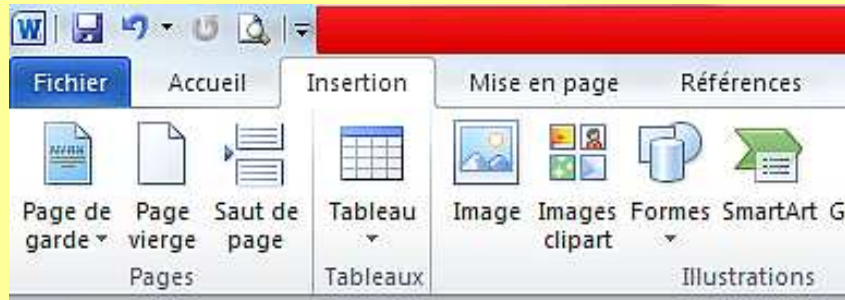 W
Fichier Accueil Insertion Mise en page Références
Page de garde Page vierge Saut de page Tableau Image Images clipart Formes SmartArt G
Pages Tableaux Illustrations